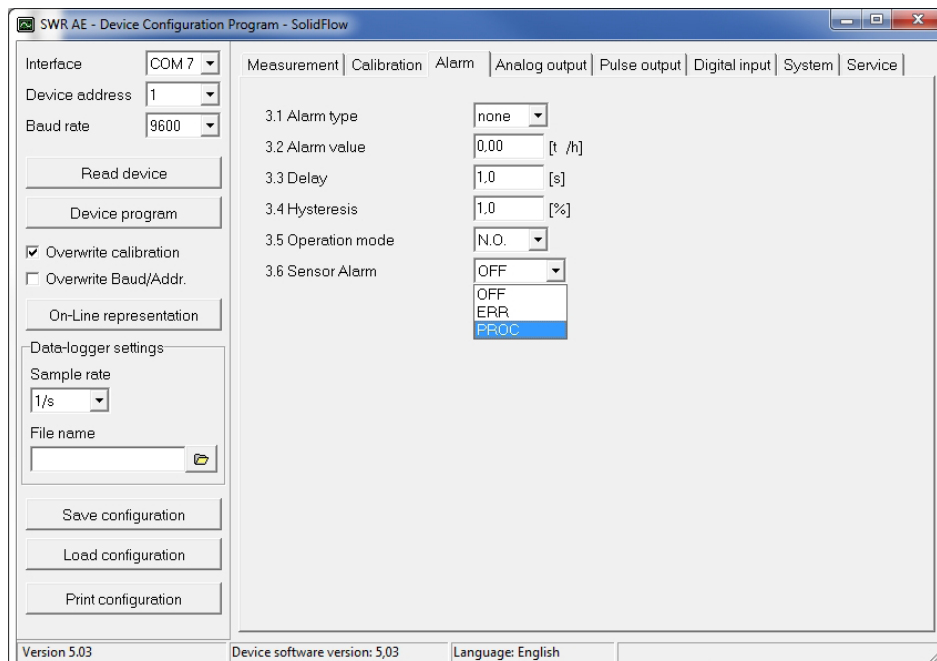 SWR AE - Device Configuration Program - SolidFlow
Interface COM 7
Device address 1
Baud rate 9600
Read device
Device program
Overwrite calibration
Overwrite Baud/Addr.
On-Line representation
Data-logger settings
Sample rate
1/s
File name
Save configuration
Load configuration
Print configuration
Measurement Calibration Alarm Analog output Pulse output Digital input System Service
3.1 Alarm type none
3.2 Alarm value 0,00 [t /h]
3.3 Delay 1,0 [s]
3.4 Hysteresis 1,0 [%]
3.5 Operation mode N.O.
3.6 Sensor Alarm OFF
OFF
ERR
PROC
Version 5.03 Device software version: 5,03 Language: English